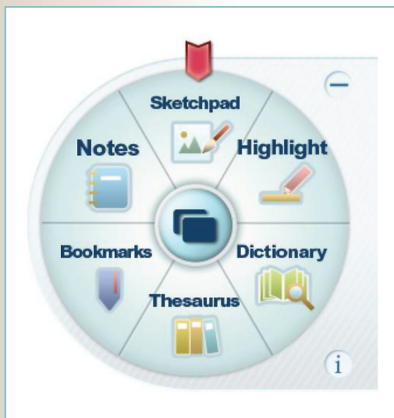 Sketchpad
Notes
Highlight
Bookmarks
Dictionary
Thesaurus
i